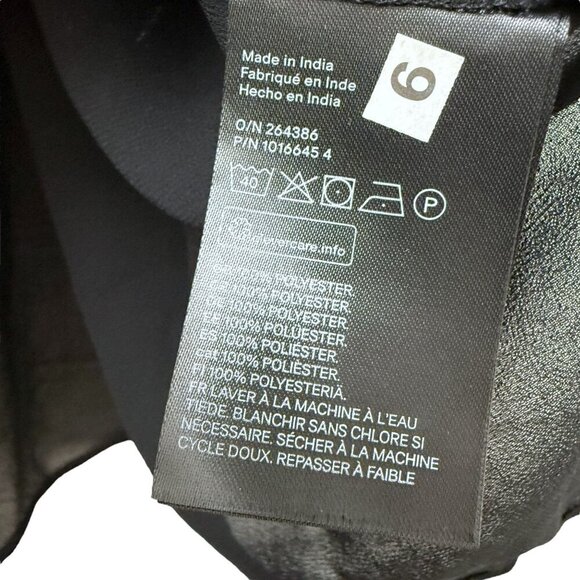 Made in India
Fabriqué en Inde
Hecho en India
6
O/N 264386
P/N 1016645 4
40
P
100% POLYESTER.
100% POLYESTER.
100% POLYESTER.
100% POLUESTER.
ES 100% POLIÉSTER.
cat 100% POLIÈSTER.
FI 100% POLYESTERIÄ.
FR LAVER À LA MACHINE À L'EAU
TIÈDE. BLANCHIR SANS CHLORE SI
NÉCESSAIRE. SÉCHER À LA MACHINE
CYCLE DOUX. REPASSER À FAIBLE